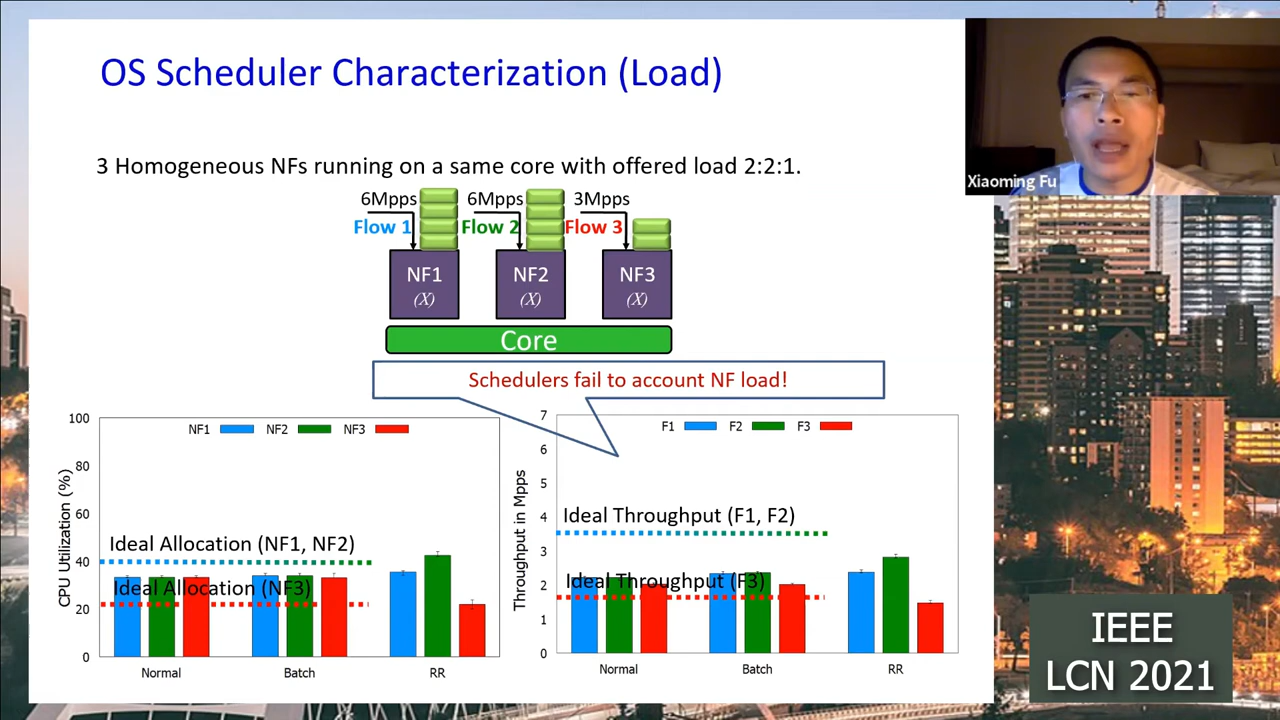 OS Scheduler Characterization (Load)
Xiaoming Fu
3 Homogeneous NFs running on a same core with offered load 2:2:1.
6Mpps 6Mpps 3Mpps
Flow 1 Flow 2 Flow 3
NF1 NF2 NF3
(X) (X) (X)
Core
Schedulers fail to account NF load!
CPU Utilization (%)
100
80
60
40
20
0
NF1 NF2 NF3
Ideal Allocation (NF1, NF2)
Ideal Allocation (NF3)
Normal Batch RR
Throughput in Mpps
7
6
5
4
3
2
1
0
F1 F2 F3
Ideal Throughput (F1, F2)
Ideal Throughput (F3)
Normal Batch RR
IEEE
LCN 2021